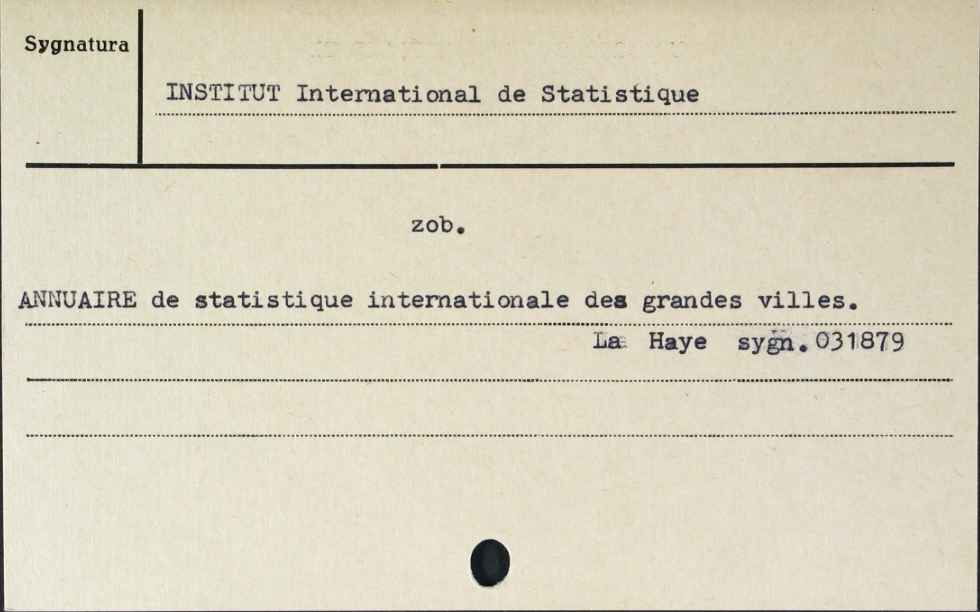 Sygnatura
INSTITUT International de Statistique
zob.
ANNUAIRE de statistique internationale des grandes villes.
La Haye sygn.031879